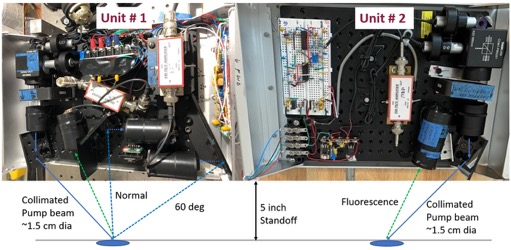 Unit # 1
Unit # 2
Collimated
Pump beam
~1.5 cm dia
Normal
60 deg
5 inch
Standoff
Fluorescence
Collimated
Pump beam
~1.5 cm dia